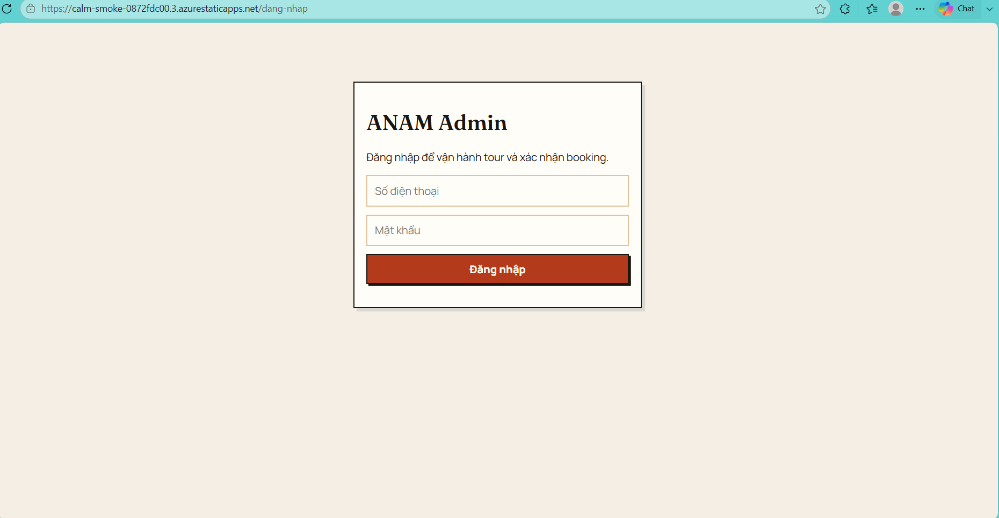 https://calm-smoke-0872fdc00.3.azurestaticapps.net/dang-nhap
Chat
ANAM Admin
Đăng nhập để vận hành tour và xác nhận booking.
Số điện thoại
Mật khẩu
Đăng nhập